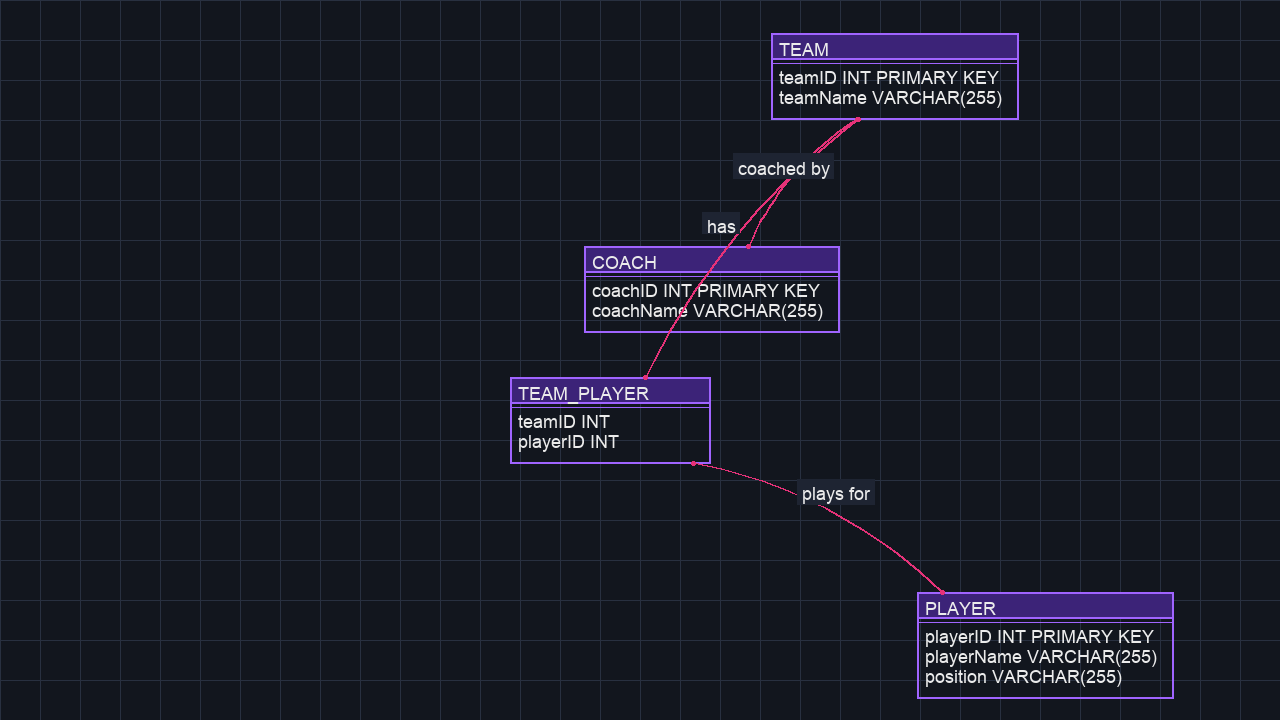 TEAM
teamID INT PRIMARY KEY
teamName VARCHAR(255)
coached by
has
COACH
coachID INT PRIMARY KEY
coachName VARCHAR(255)
TEAM_PLAYER
teamID INT
playerID INT
plays for
PLAYER
playerID INT PRIMARY KEY
playerName VARCHAR(255)
position VARCHAR(255)